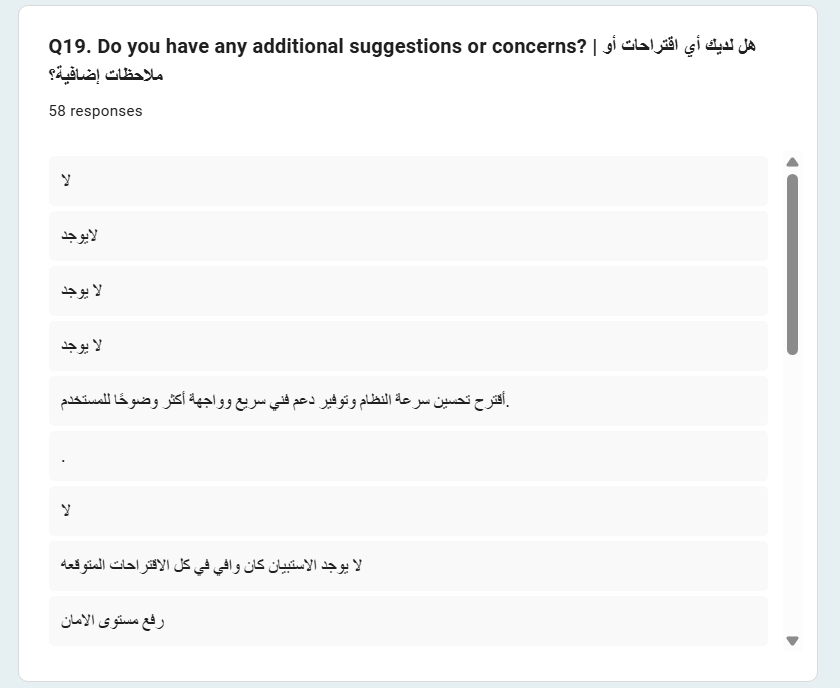 Q19. Do you have any additional suggestions or concerns? | هل لديك أي اقتراحات أو
ملاحظات إضافية؟
58 responses
لا
لايوجد
لا يوجد
لا يوجد
أقترح تحسين سرعة النظام وتوفير دعم فني سريع وواجهة أكثر وضوحًا للمستخدم.
.
لا
لا يوجد الاستبيان كان وافي في كل الاقتراحات المتوقعه
رفع مستوى الامان